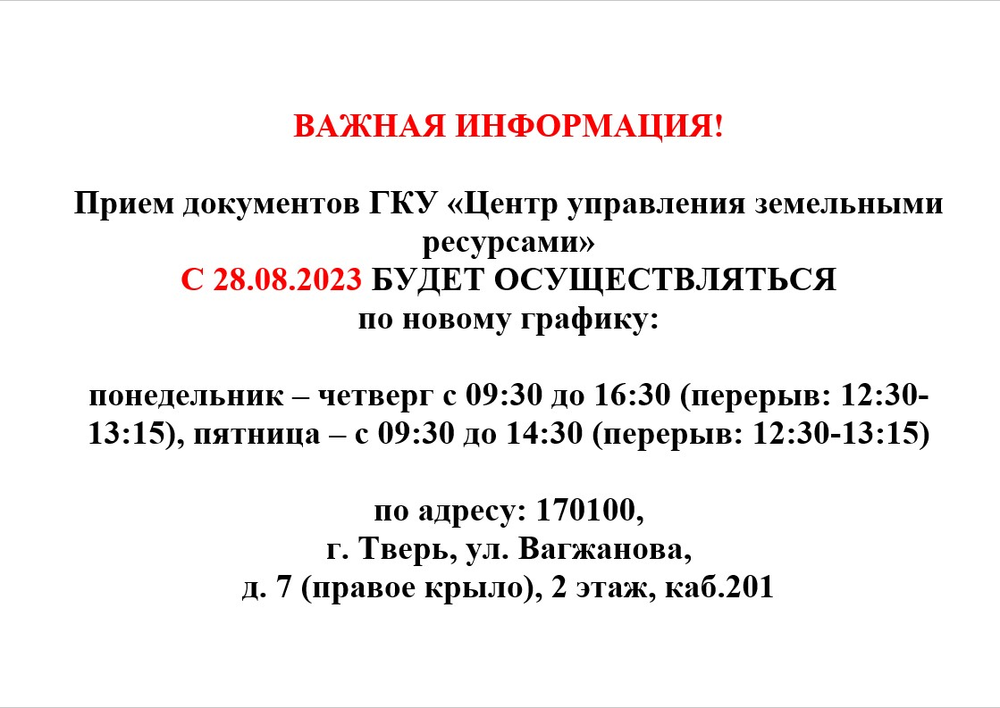 ВАЖНАЯ ИНФОРМАЦИЯ!
Прием документов ГКУ «Центр управления земельными
ресурсами»
С 28.08.2023 БУДЕТ ОСУЩЕСТВЛЯТЬСЯ
по новому графику:
понедельник – четверг с 09:30 до 16:30 (перерыв: 12:30-
13:15), пятница – с 09:30 до 14:30 (перерыв: 12:30-13:15)
по адресу: 170100,
г. Тверь, ул. Вагжанова,
д. 7 (правое крыло), 2 этаж, каб.201